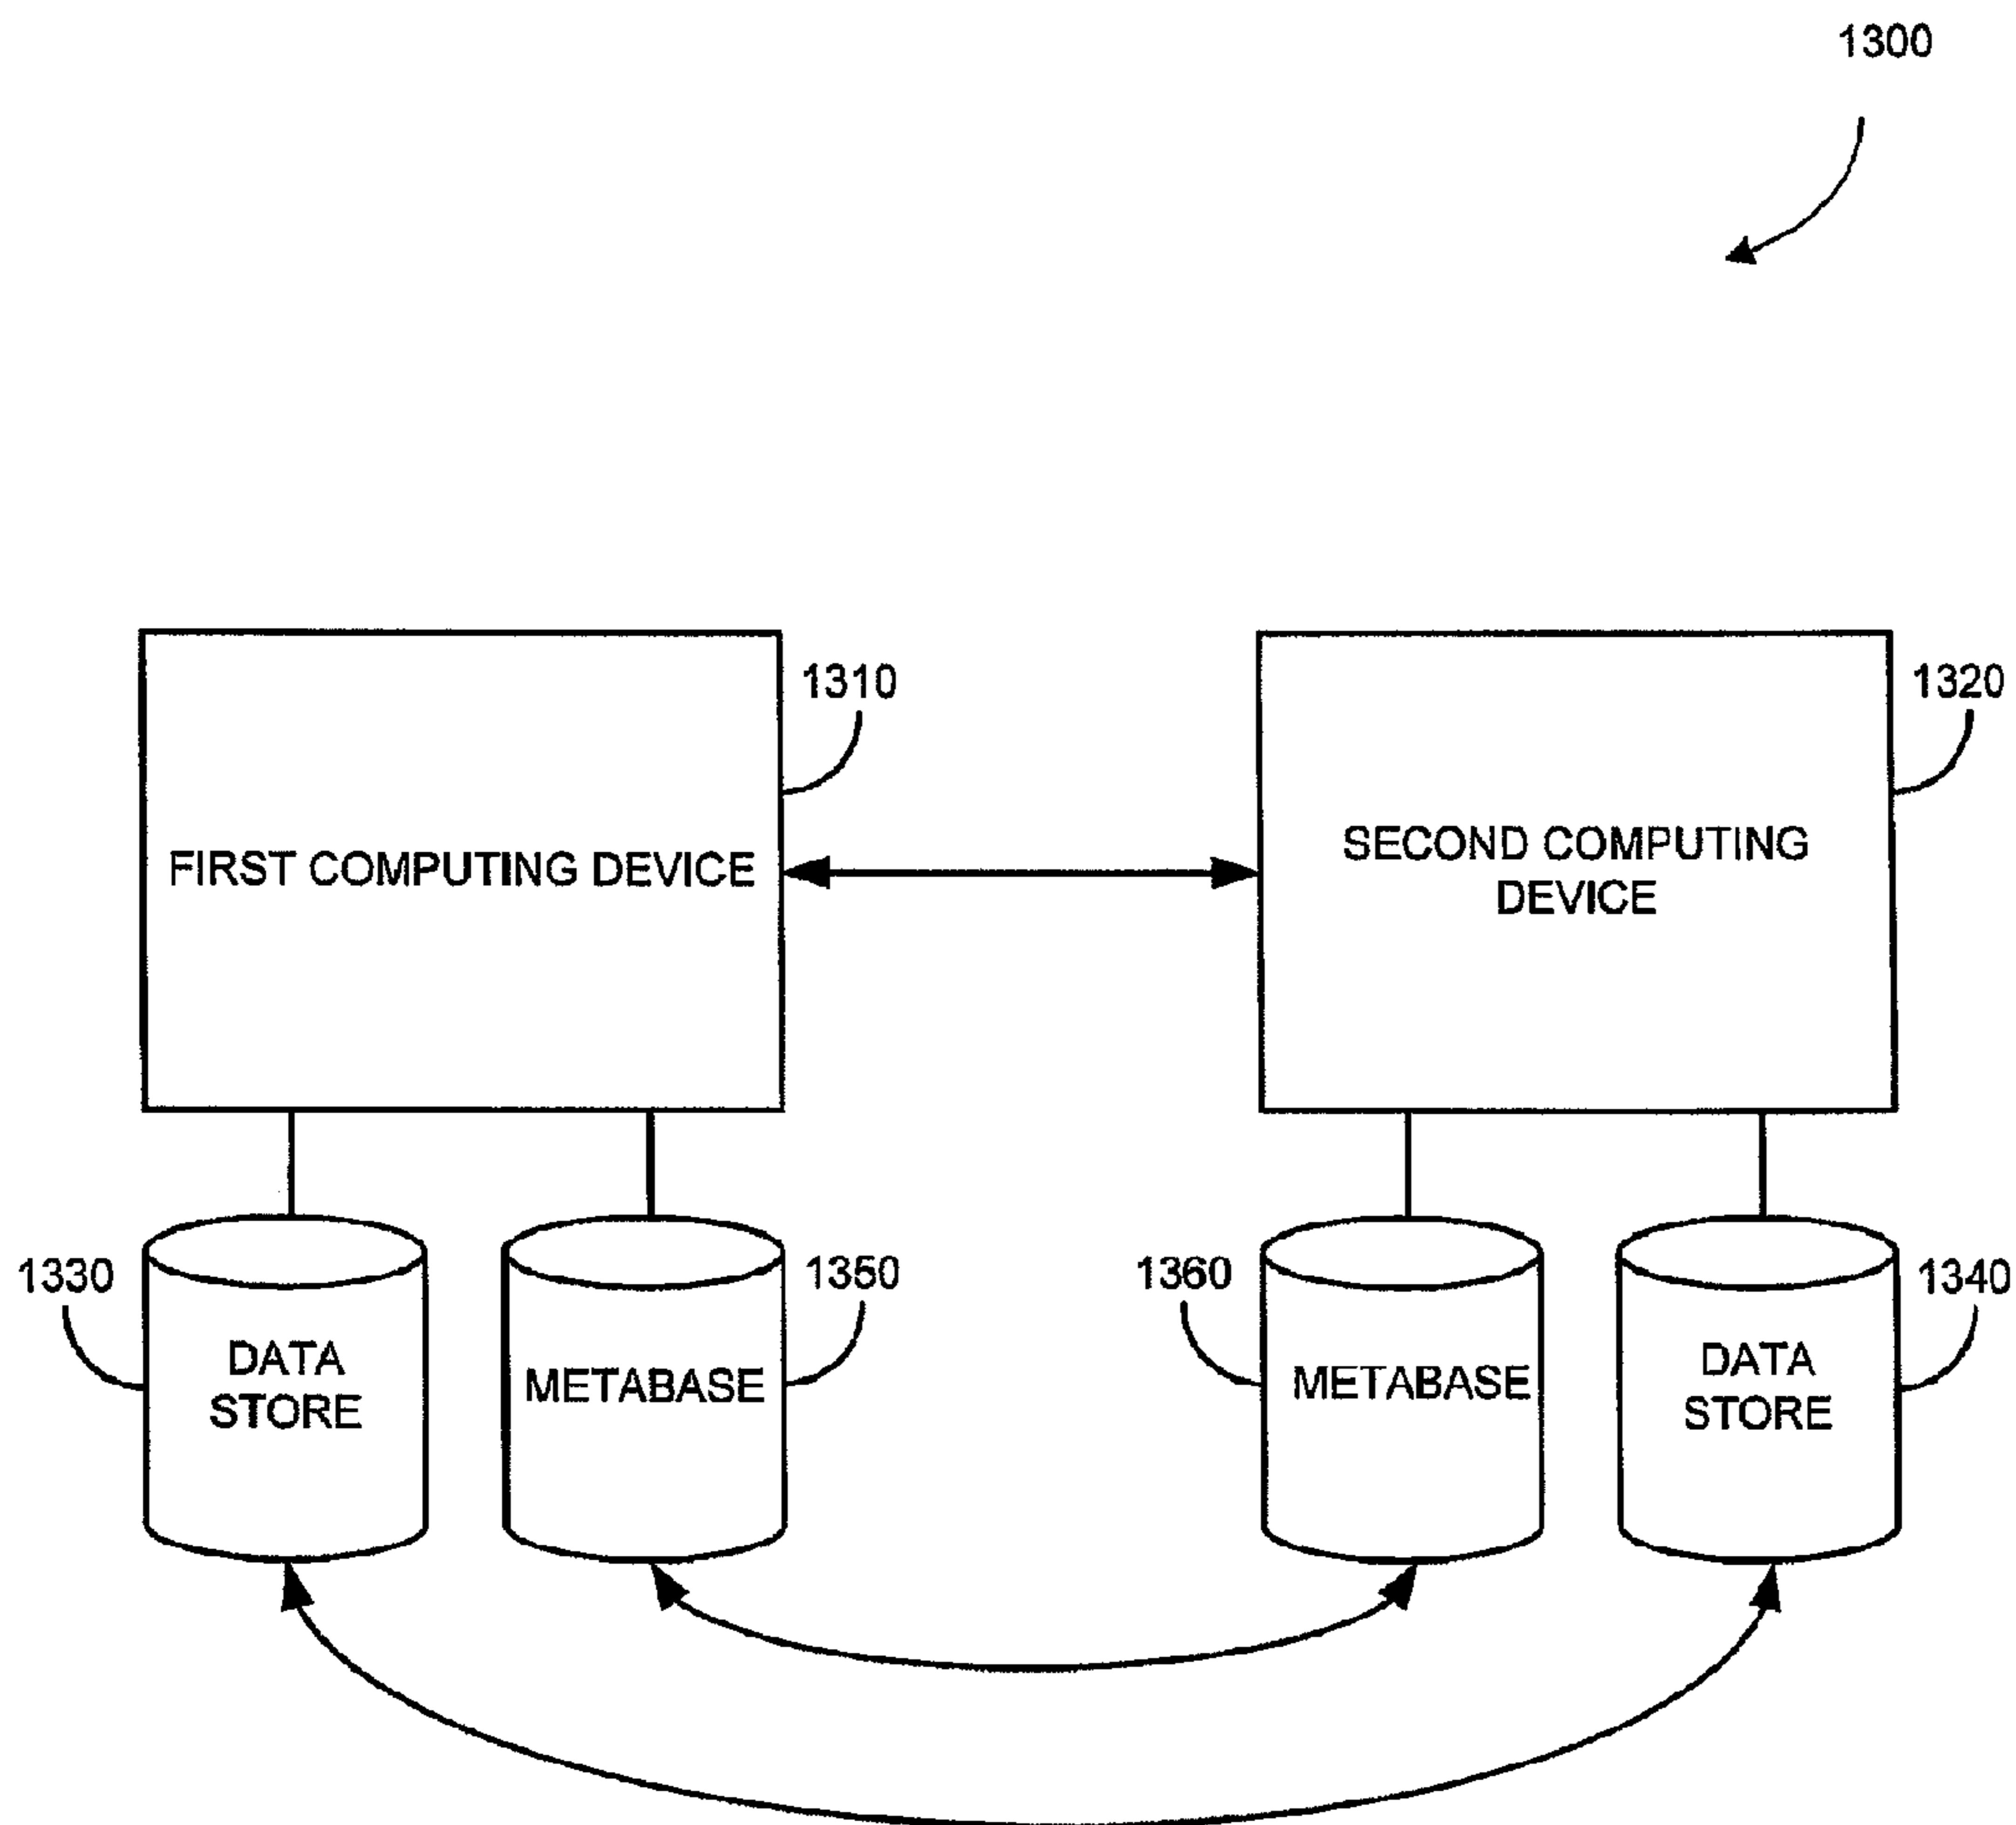 1300
1310
1320
FIRST COMPUTING DEVICE
SECOND COMPUTING
DEVICE
1330
1350
1360
1340
DATA
STORE
METABASE
METABASE
DATA
STORE